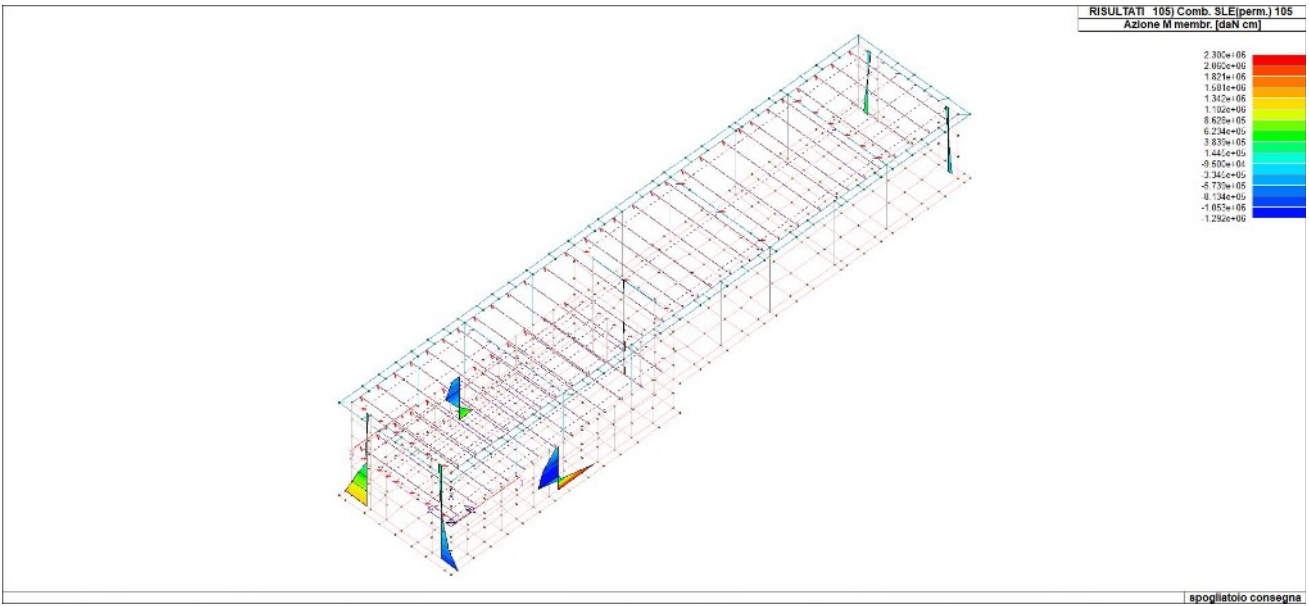 RISULTATI 105) Comb. SLE(perm.) 105
Azione M membr. [daN cm]
2.300e+06
2.060e+06
1.821e+06
1.581e+06
1.342e+06
1.102e+06
8.628e+05
6.234e+05
3.839e+05
1.445e+05
-9.500e+04
-3.345e+05
-5.739e+05
-8.134e+05
-1.053e+06
-1.292e+06
spogliatoio consegna